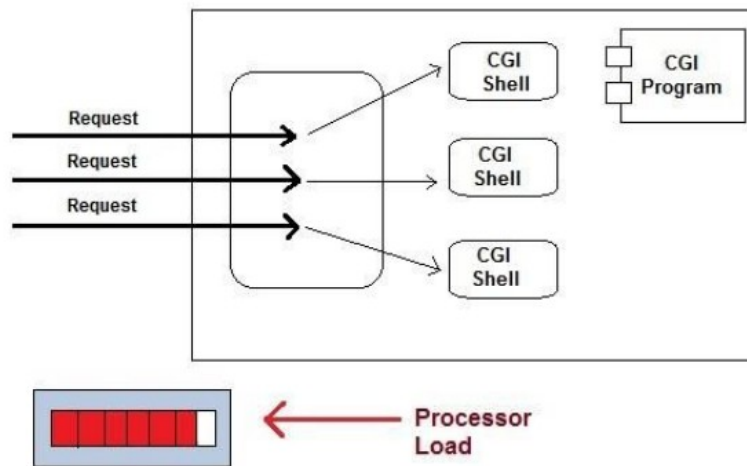 Request
Request
Request
CGI
Shell
CGI
Shell
CGI
Shell
CGI
Program
Processor
Load